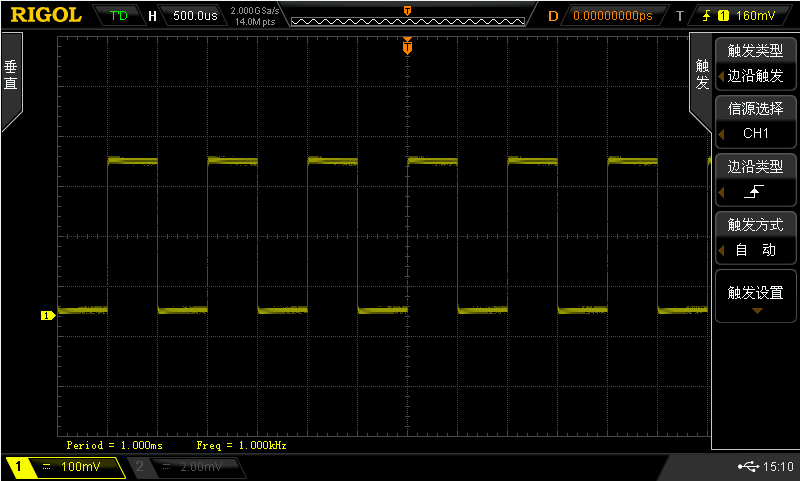 RIGOL T'D H 500.0us 2.000GSa/s D 0.00000000ps T 1 160mV
14.0M pts
T
T
垂直
触发
触发类型
边沿触发
信源选择
CH1
边沿类型
触发方式
自 动
触发设置
1
Period = 1.000ms Freq = 1.000kHz
1 = 100mV 2 = 2.00mV 15:10